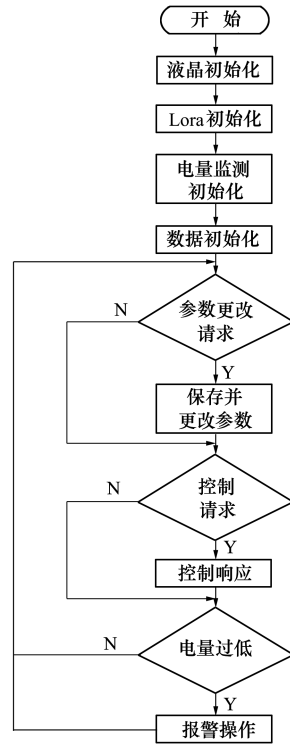 开 始
液晶初始化
Lora初始化
电量监测
初始化
数据初始化
参数更改
请求
N
Y
保存并
更改参数
控制
请求
N
Y
控制响应
电量过低
N
Y
报警操作